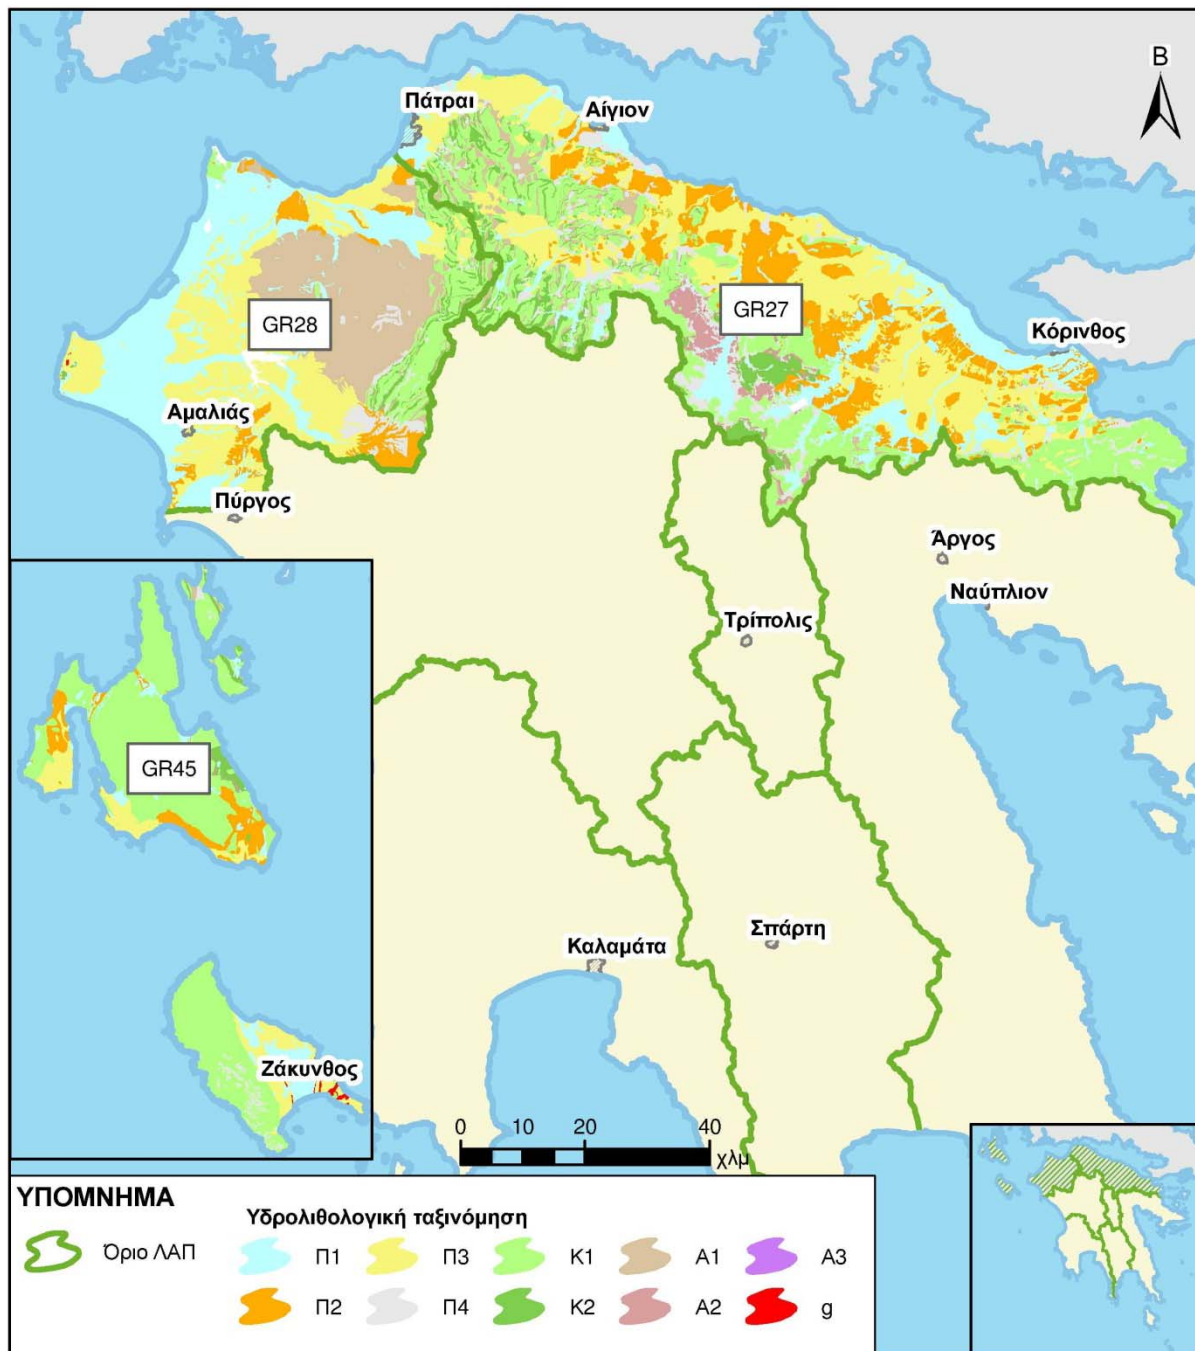 Β
Πάτραι
Αίγιον
GR28
GR27
Κόρινθος
Αμαλιάς
Πύργος
Άργος
Ναύπλιον
Τρίπολις
GR45
Σπάρτη
Καλαμάτα
Ζάκυνθος
0 10 20 40
χλμ
ΥΠΟΜΝΗΜΑ
Όριο ΛΑΠ
Υδρολιθολογική ταξινόμηση
Π1 Π3 Κ1 Α1 Α3
Π2 Π4 Κ2 Α2 g